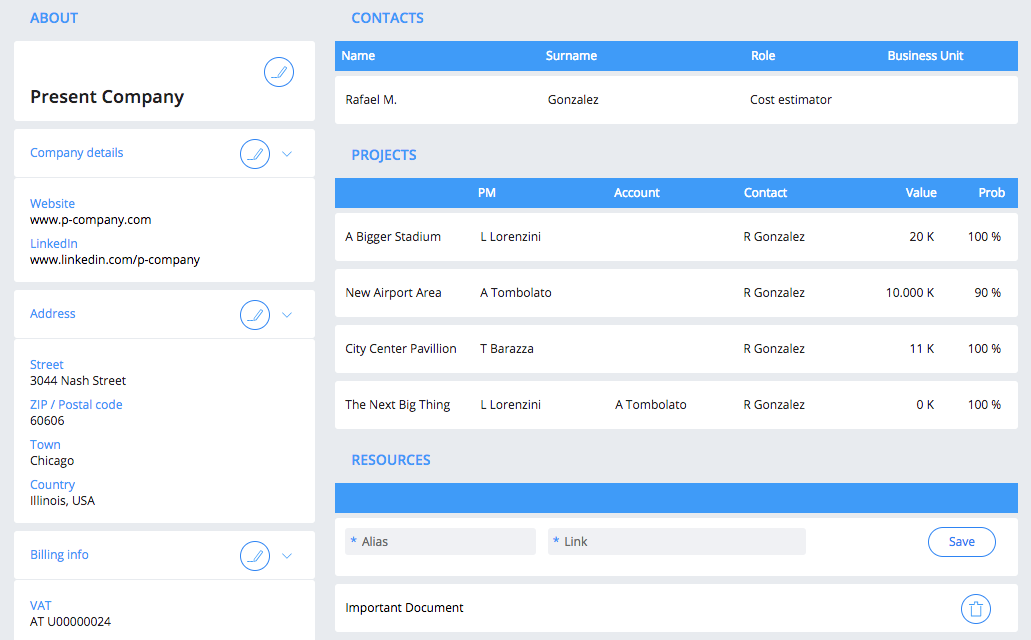 ABOUT
Present Company
Company details
Website
www.p-company.com
LinkedIn
www.linkedin.com/p-company
Address
Street
3044 Nash Street
ZIP / Postal code
60606
Town
Chicago
Country
Illinois, USA
Billing info
VAT
AT U00000024
CONTACTS
Name Surname Role Business Unit
Rafael M. Gonzalez Cost estimator
PROJECTS
PM Account Contact Value Prob
A Bigger Stadium L Lorenzini R Gonzalez 20 K 100 %
New Airport Area A Tombolato R Gonzalez 10.000 K 90 %
City Center Pavillion T Barazza R Gonzalez 11 K 100 %
The Next Big Thing L Lorenzini A Tombolato R Gonzalez 0 K 100 %
RESOURCES
* Alias * Link Save
Important Document